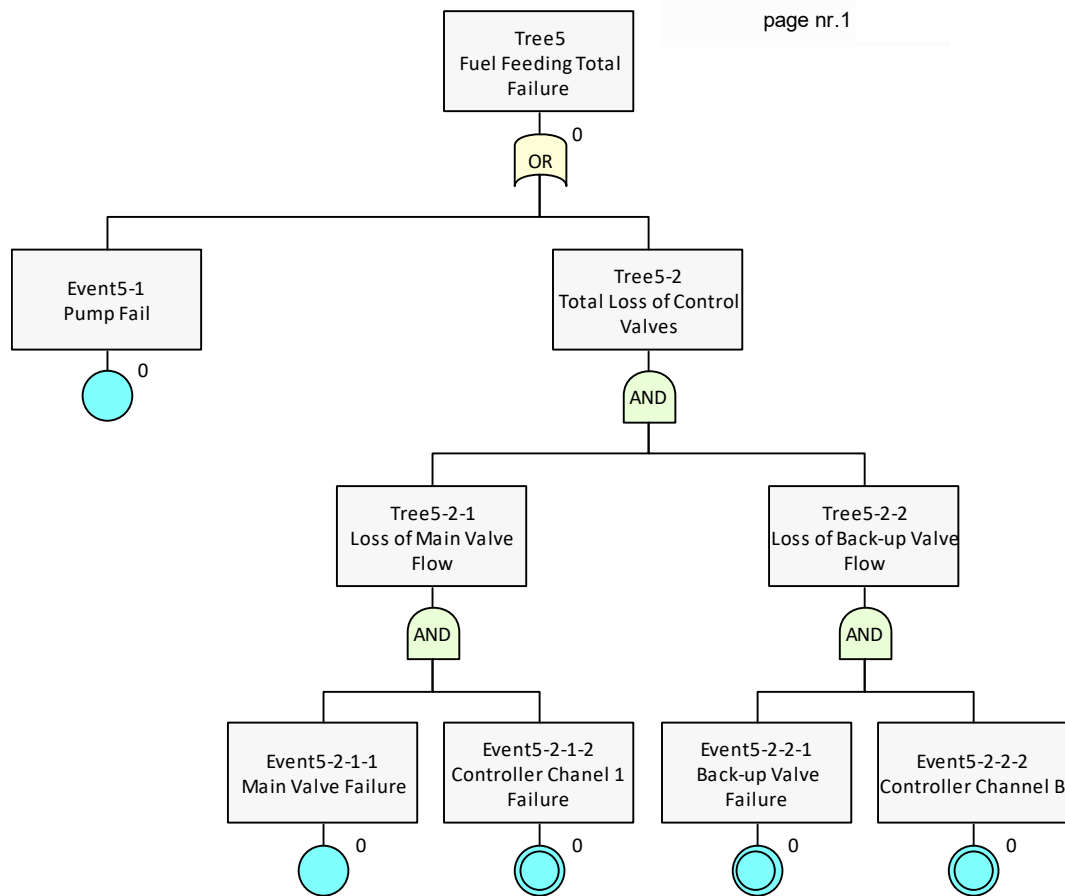 page nr.1
Tree5
Fuel Feeding Total
Failure
0
OR
Event5-1
Pump Fail
0
Tree5-2
Total Loss of Control
Valves
AND
Tree5-2-1
Loss of Main Valve
Flow
AND
Tree5-2-2
Loss of Back-up Valve
Flow
AND
Event5-2-1-1
Main Valve Failure
0
Event5-2-1-2
Controller Chanel 1
Failure
0
Event5-2-2-1
Back-up Valve
Failure
0
Event5-2-2-2
Controller Channel B
0